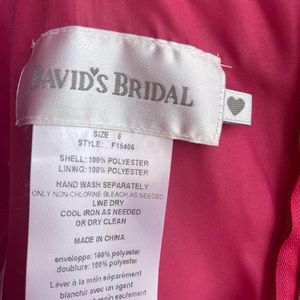 DAVID'S BRIDAL
SIZE 6
STYLE: F15406
SHELL: 100% POLYESTER
LINING: 100% POLYESTER
HAND WASH SEPARATELY
ONLY NON-CHLORINE BLEACH AS NEEDED
LINE DRY
COOL IRON AS NEEDED
OR DRY CLEAN
MADE IN CHINA
enveloppe: 100% polyester
doublure: 100% polyester
Laver à la main séparément
blanchir avec un agent
besoin seulement